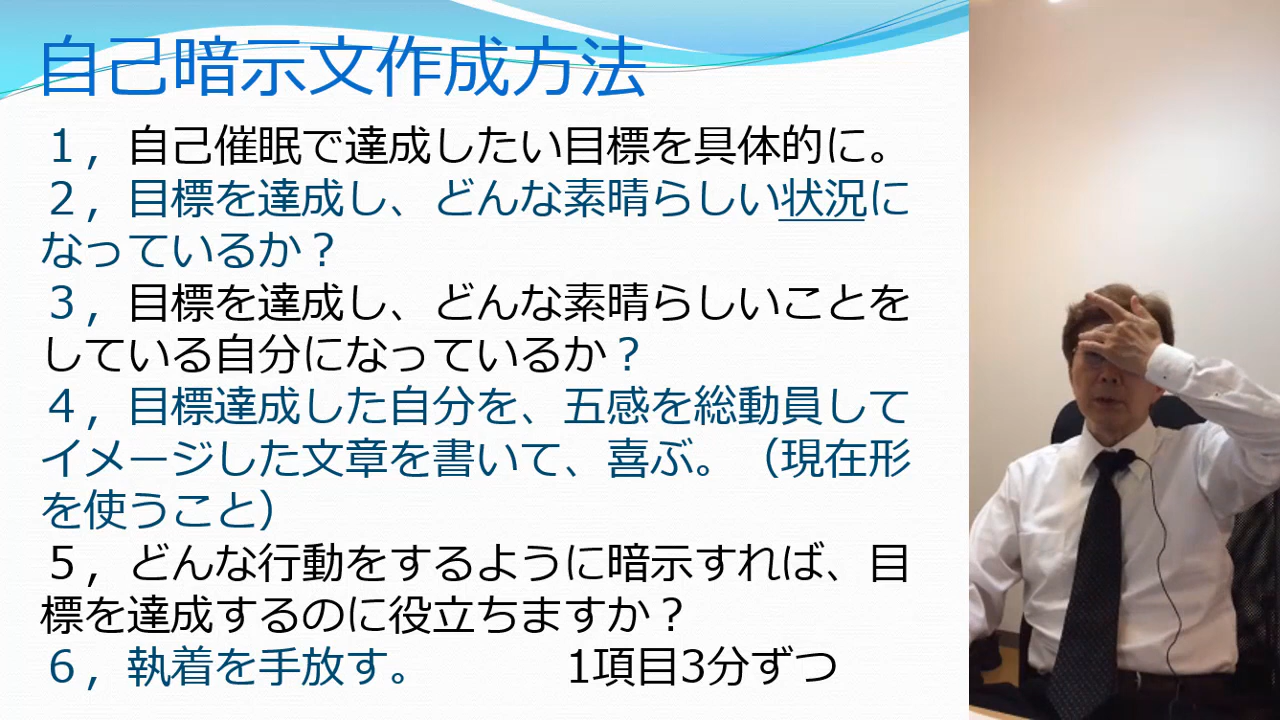 自己暗示文作成方法
１，自己催眠で達成したい目標を具体的に。
２，目標を達成し、どんな素晴らしい状況に
なっているか？
３，目標を達成し、どんな素晴らしいことを
している自分になっているか？
４，目標達成した自分を、五感を総動員して
イメージした文章を書いて、喜ぶ。（現在形
を使うこと）
５，どんな行動をするように暗示すれば、目
標を達成するのに役立ちますか？
６，執着を手放す。　　　1項目3分ずつ